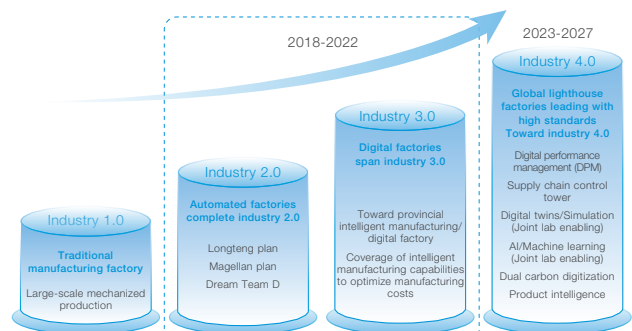 2018-2022
2023-2027
Industry 1.0
Traditional
manufacturing factory
Large-scale mechanized
production
Industry 2.0
Automated factories
complete industry 2.0
Longteng plan
Magellan plan
Dream Team D
Industry 3.0
Digital factories
span industry 3.0
Toward provincial
intelligent manufacturing/
digital factory
Coverage of intelligent
manufacturing capabilities
to optimize manufacturing
costs
Industry 4.0
Global lighthouse
factories leading with
high standards
Toward industry 4.0
Digital performance
management (DPM)
Supply chain control
tower
Digital twins/Simulation
(Joint lab enabling)
AI/Machine learning
(Joint lab enabling)
Dual carbon digitization
Product intelligence